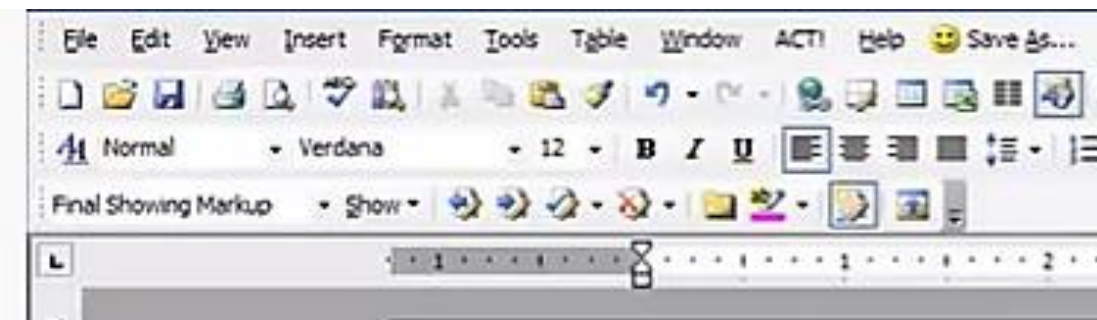 File Edit View Insert Format Tools Table Window ACT! Help Save As...
Normal Verdana 12 B I U
Final Showing Markup Show
L 1 1 2